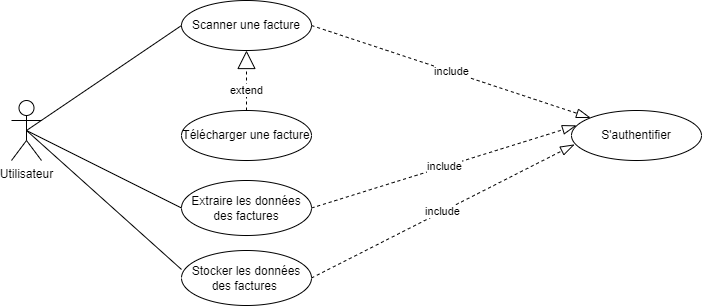 Scanner une facture
include
extend
Télécharger une facture
S'authentifier
Utilisateur
include
Extraire les données
des factures
include
Stocker les données
des factures